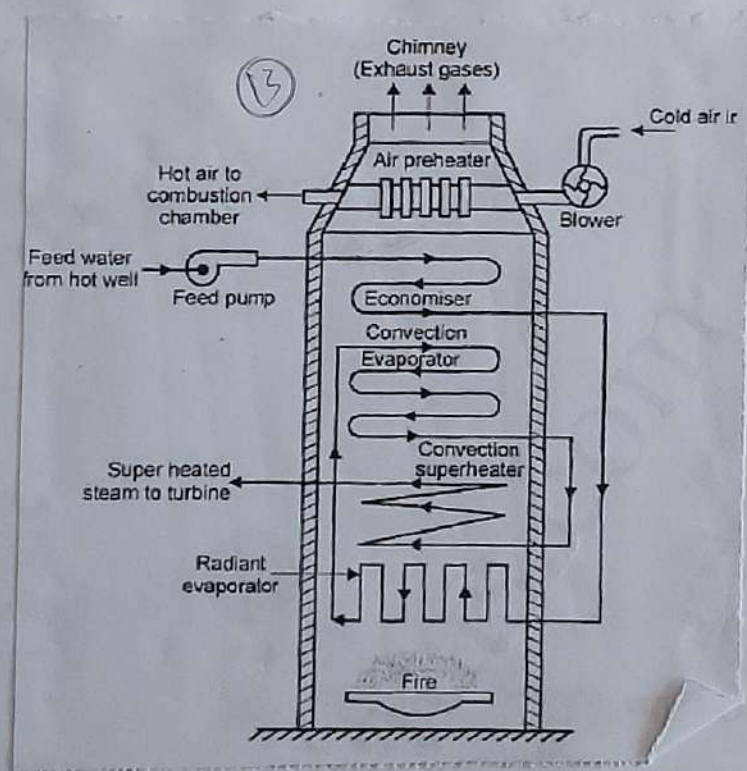 13
Chimney
(Exhaust gases)
Cold air ir
Air preheater
Hot air to
combustion
chamber
Blower
Feed water
from hot well
Feed pump
Economiser
Convection
Evaporator
Convection
superheater
Super heated
steam to turbine
Radiant
evaporator
Fire